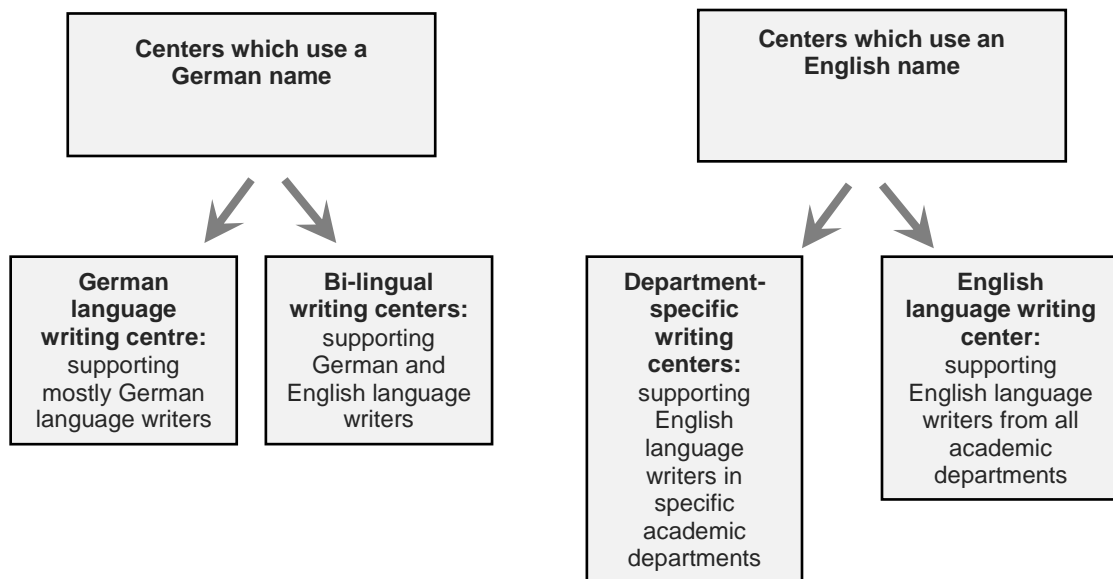 Centers which use a
German name
Centers which use an
English name
German
language
writing centre:
supporting
mostly German
language writers
Bi-lingual
writing centers:
supporting
German and
English language
writers
Department-
specific
writing
centers:
supporting
English
language
writers in
specific
academic
departments
English
language writing
center:
supporting
English language
writers from all
academic
departments